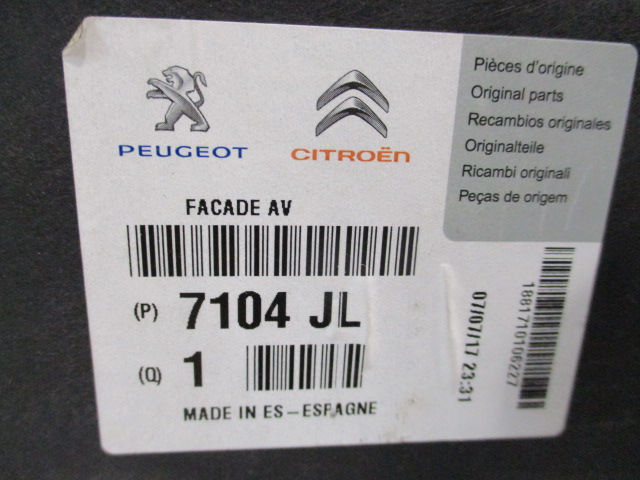 PEUGEOT
CITROËN
Pièces d'origine
Original parts
Recambios originales
Originalteile
Ricambi originali
Peças de origem
FACADE AV
(P) 7104 JL
(Q) 1
MADE IN ES-ESPAGNE
07/07/17 23:31
1881710106227